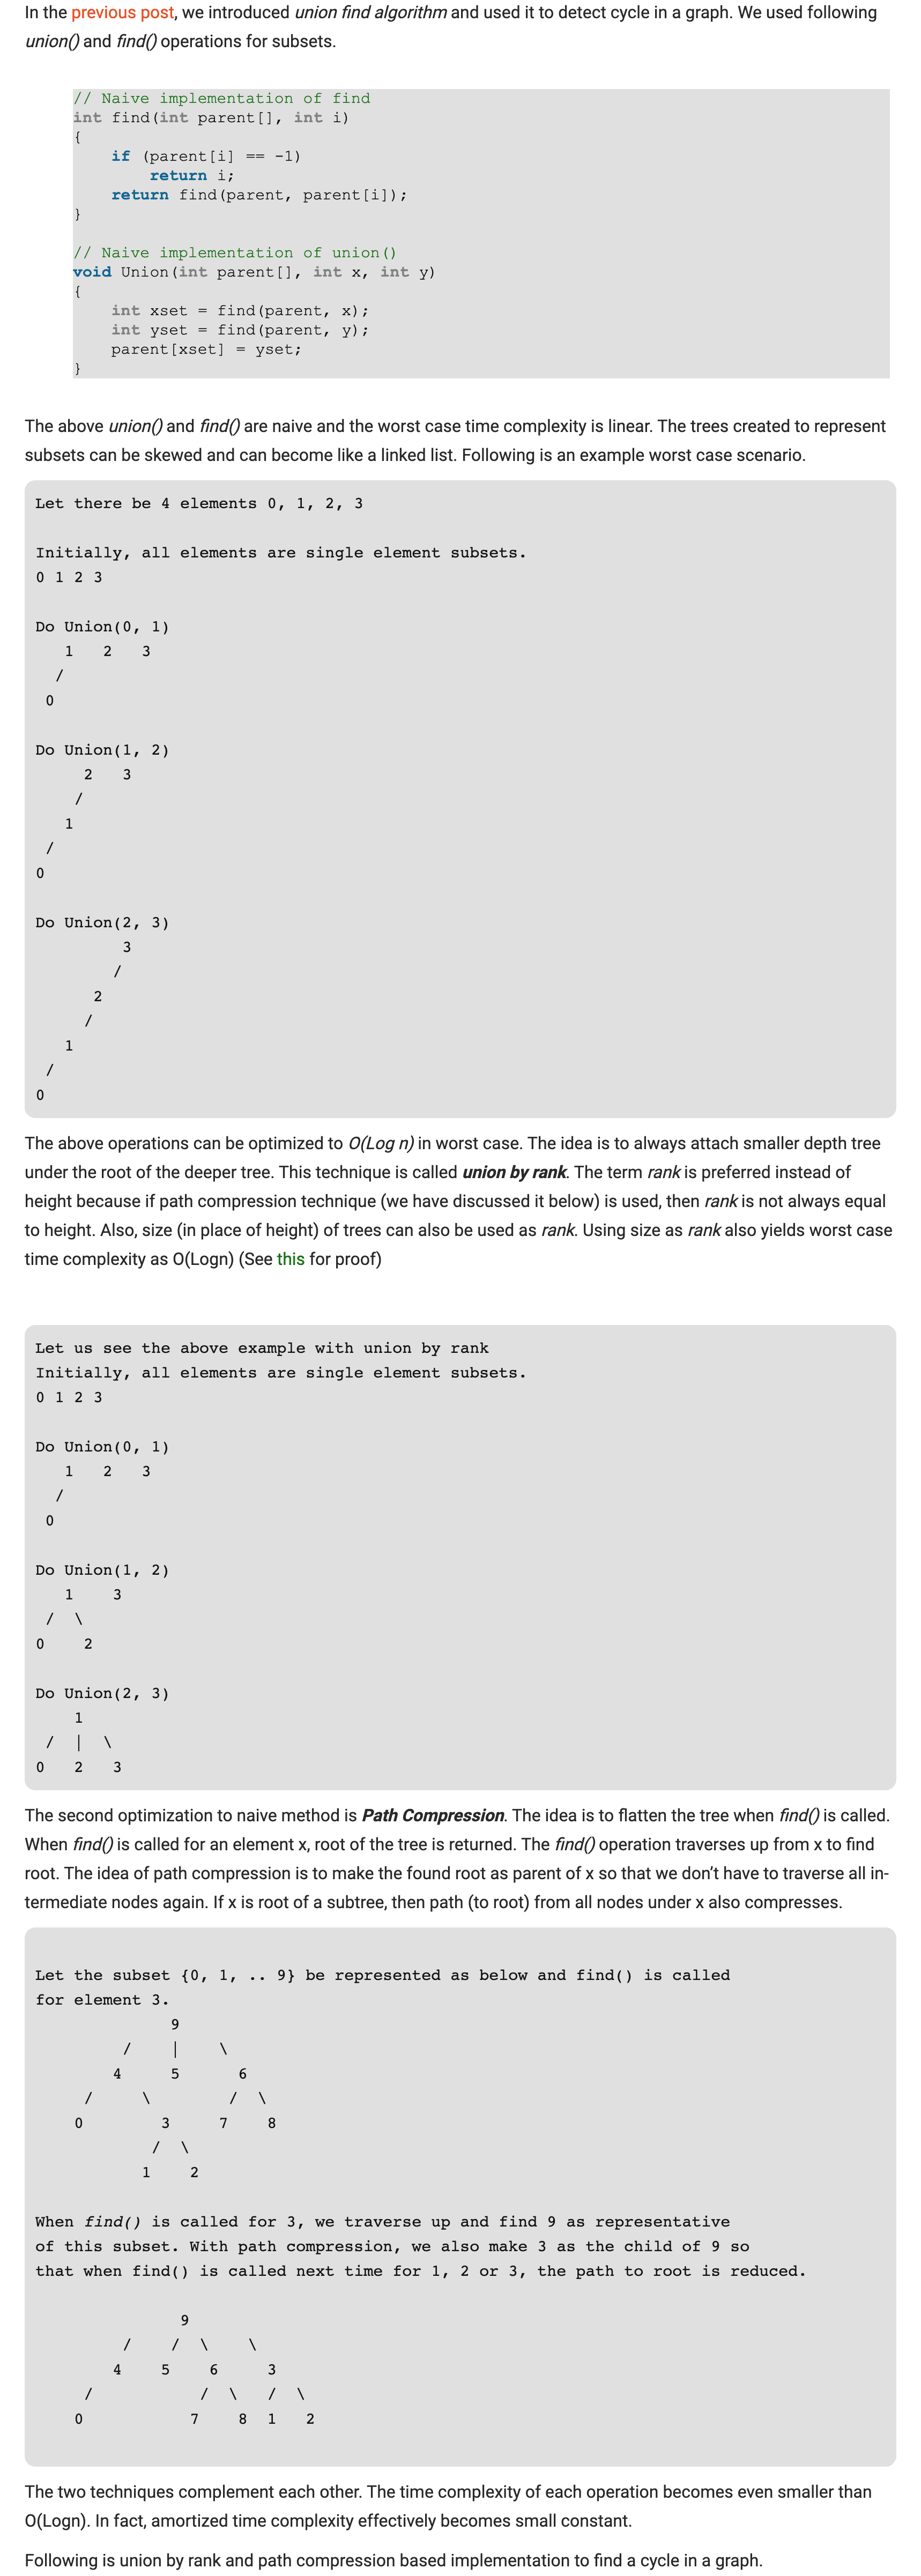 In the previous post, we introduced union find algorithm and used it to detect cycle in a graph. We used following
union() and find() operations for subsets.
// Naive implementation of find
int find(int parent[], int i)
{
    if (parent[i] == -1)
        return i;
    return find(parent, parent[i]);
}
// Naive implementation of union()
void Union(int parent[], int x, int y)
{
    int xset = find(parent, x);
    int yset = find(parent, y);
    parent[xset] = yset;
}
The above union() and find() are naive and the worst case time complexity is linear. The trees created to represent
subsets can be skewed and can become like a linked list. Following is an example worst case scenario.
Let there be 4 elements 0, 1, 2, 3
Initially, all elements are single element subsets.
0 1 2 3
Do Union(0, 1)
   1   2   3
  /
 0
Do Union(1, 2)
     2   3
    /
   1
 /
0
Do Union(2, 3)
         3
        /
      2
     /
   1
 /
0
The above operations can be optimized to O(Log n) in worst case. The idea is to always attach smaller depth tree
under the root of the deeper tree. This technique is called union by rank. The term rank is preferred instead of
height because if path compression technique (we have discussed it below) is used, then rank is not always equal
to height. Also, size (in place of height) of trees can also be used as rank. Using size as rank also yields worst case
time complexity as O(Logn) (See this for proof)
Let us see the above example with union by rank
Initially, all elements are single element subsets.
0 1 2 3
Do Union(0, 1)
   1   2   3
  /
 0
Do Union(1, 2)
   1    3
 /  \
0    2
Do Union(2, 3)
    1
 /  |  \
0   2   3
The second optimization to naive method is Path Compression. The idea is to flatten the tree when find() is called.
When find() is called for an element x, root of the tree is returned. The find() operation traverses up from x to find
root. The idea of path compression is to make the found root as parent of x so that we don’t have to traverse all in-
termediate nodes again. If x is root of a subtree, then path (to root) from all nodes under x also compresses.
Let the subset {0, 1, .. 9} be represented as below and find() is called
for element 3.
              9
         /    |    \
        4     5      6
     /     \        /  \
    0        3     7    8
            /  \
           1    2
When find() is called for 3, we traverse up and find 9 as representative
of this subset. With path compression, we also make 3 as the child of 9 so
that when find() is called next time for 1, 2 or 3, the path to root is reduced.
               9
         /    /  \    \
        4    5    6     3
     /           /  \   /  \
    0           7    8  1   2
The two techniques complement each other. The time complexity of each operation becomes even smaller than
O(Logn). In fact, amortized time complexity effectively becomes small constant.
Following is union by rank and path compression based implementation to find a cycle in a graph.